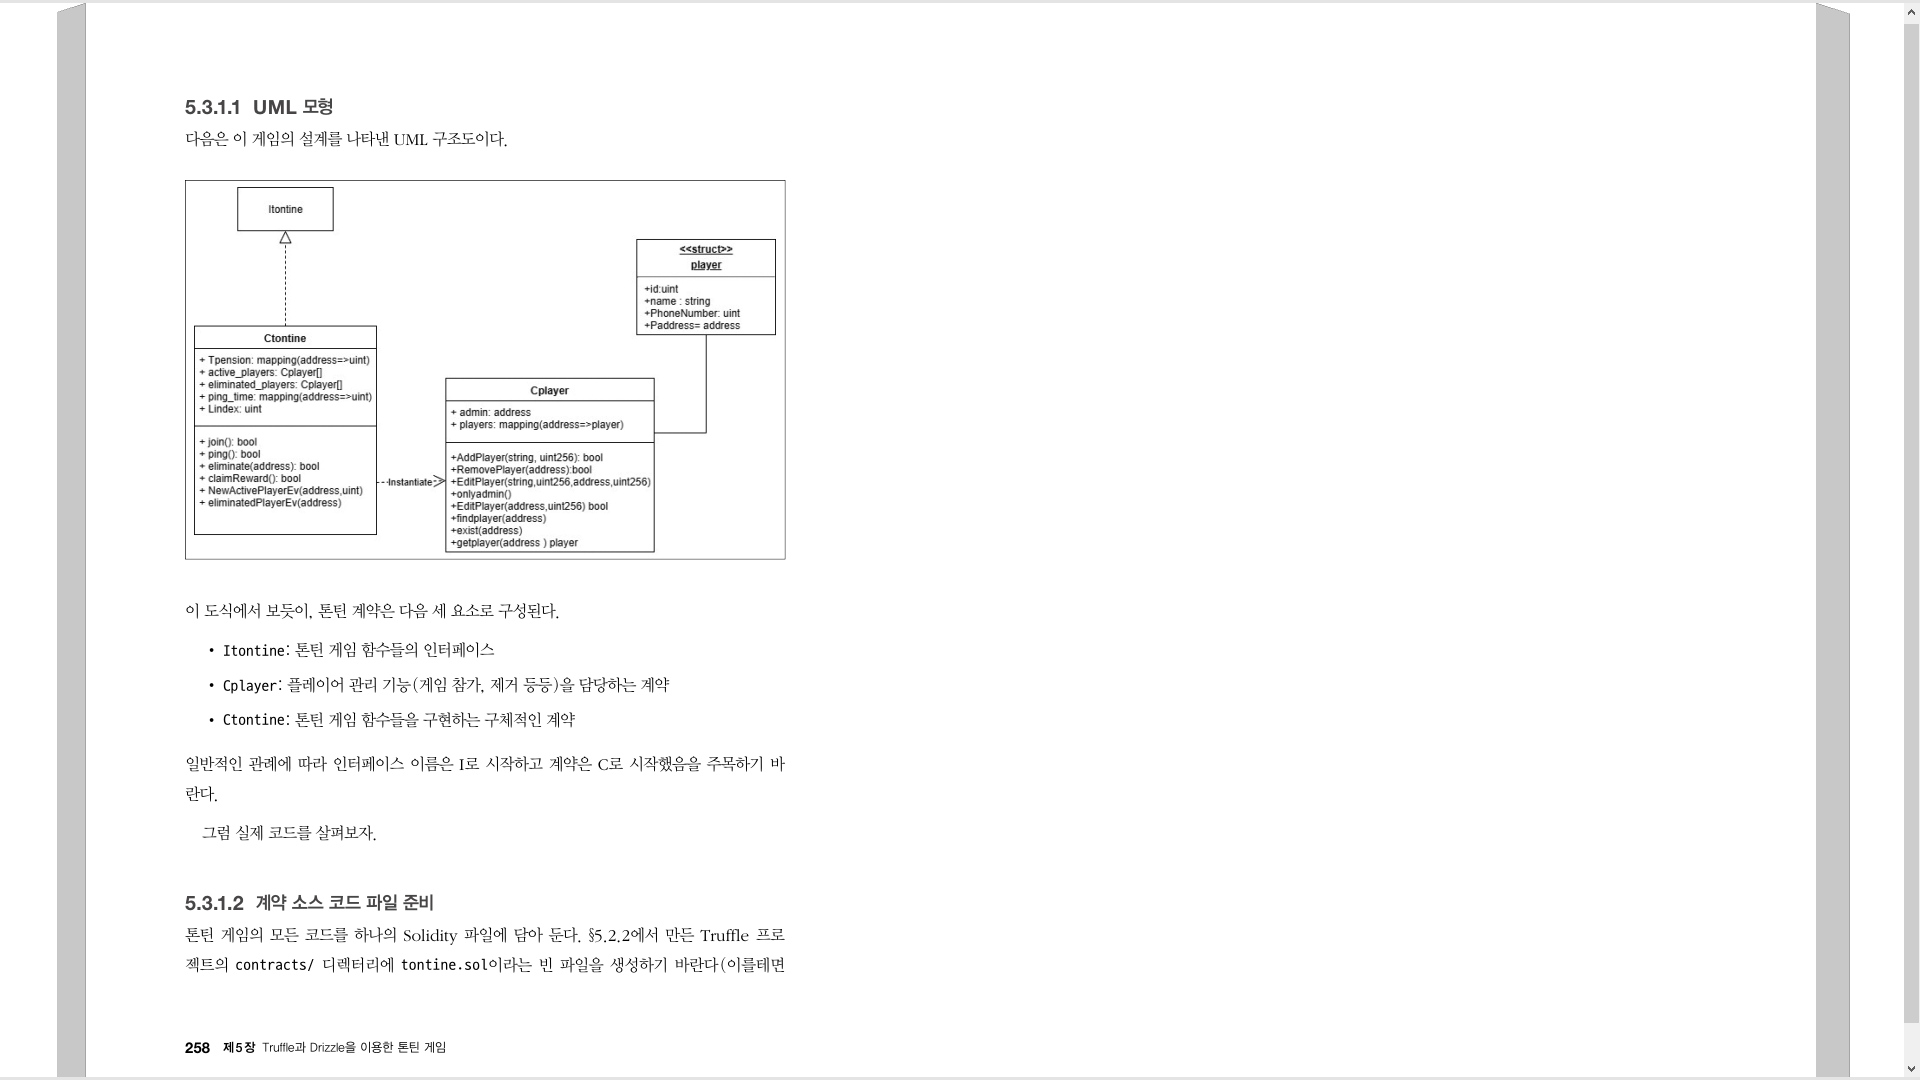 5.3.1.1 UML 모형
다음은 이 게임의 설계를 나타낸 UML 구조도이다.
Itontine
<<struct>>
player
+id:uint
+name : string
+PhoneNumber: uint
+Paddress= address
Ctontine
+ Tpension: mapping(address=>uint)
+ active_players: Cplayer[]
+ eliminated_players: Cplayer[]
+ ping_time: mapping(address=>uint)
+ Lindex: uint
+ join(): bool
+ ping(): bool
+ eliminate(address): bool
+ claimReward(): bool
+ NewActivePlayerEv(address,uint)
+ eliminatedPlayerEv(address)
Instantiate
Cplayer
+ admin: address
+ players: mapping(address=>player)
+AddPlayer(string, uint256): bool
+RemovePlayer(address):bool
+EditPlayer(string,uint256,address,uint256)
+onlyadmin()
+EditPlayer(address,uint256) bool
+findplayer(address)
+exist(address)
+getplayer(address ) player
이 도식에서 보듯이, 톤틴 계약은 다음 세 요소로 구성된다.
• Itontine: 톤틴 게임 함수들의 인터페이스
• Cplayer: 플레이어 관리 기능(게임 참가, 제거 등등)을 담당하는 계약
• Ctontine: 톤틴 게임 함수들을 구현하는 구체적인 계약
일반적인 관례에 따라 인터페이스 이름은 I로 시작하고 계약은 C로 시작했음을 주목하기 바
란다.
그럼 실제 코드를 살펴보자.
5.3.1.2 계약 소스 코드 파일 준비
톤틴 게임의 모든 코드를 하나의 Solidity 파일에 담아 둔다. §5.2.2에서 만든 Truffle 프로
젝트의 contracts/ 디렉터리에 tontine.sol이라는 빈 파일을 생성하기 바란다(이를테면
258 제5장 Truffle과 Drizzle을 이용한 톤틴 게임